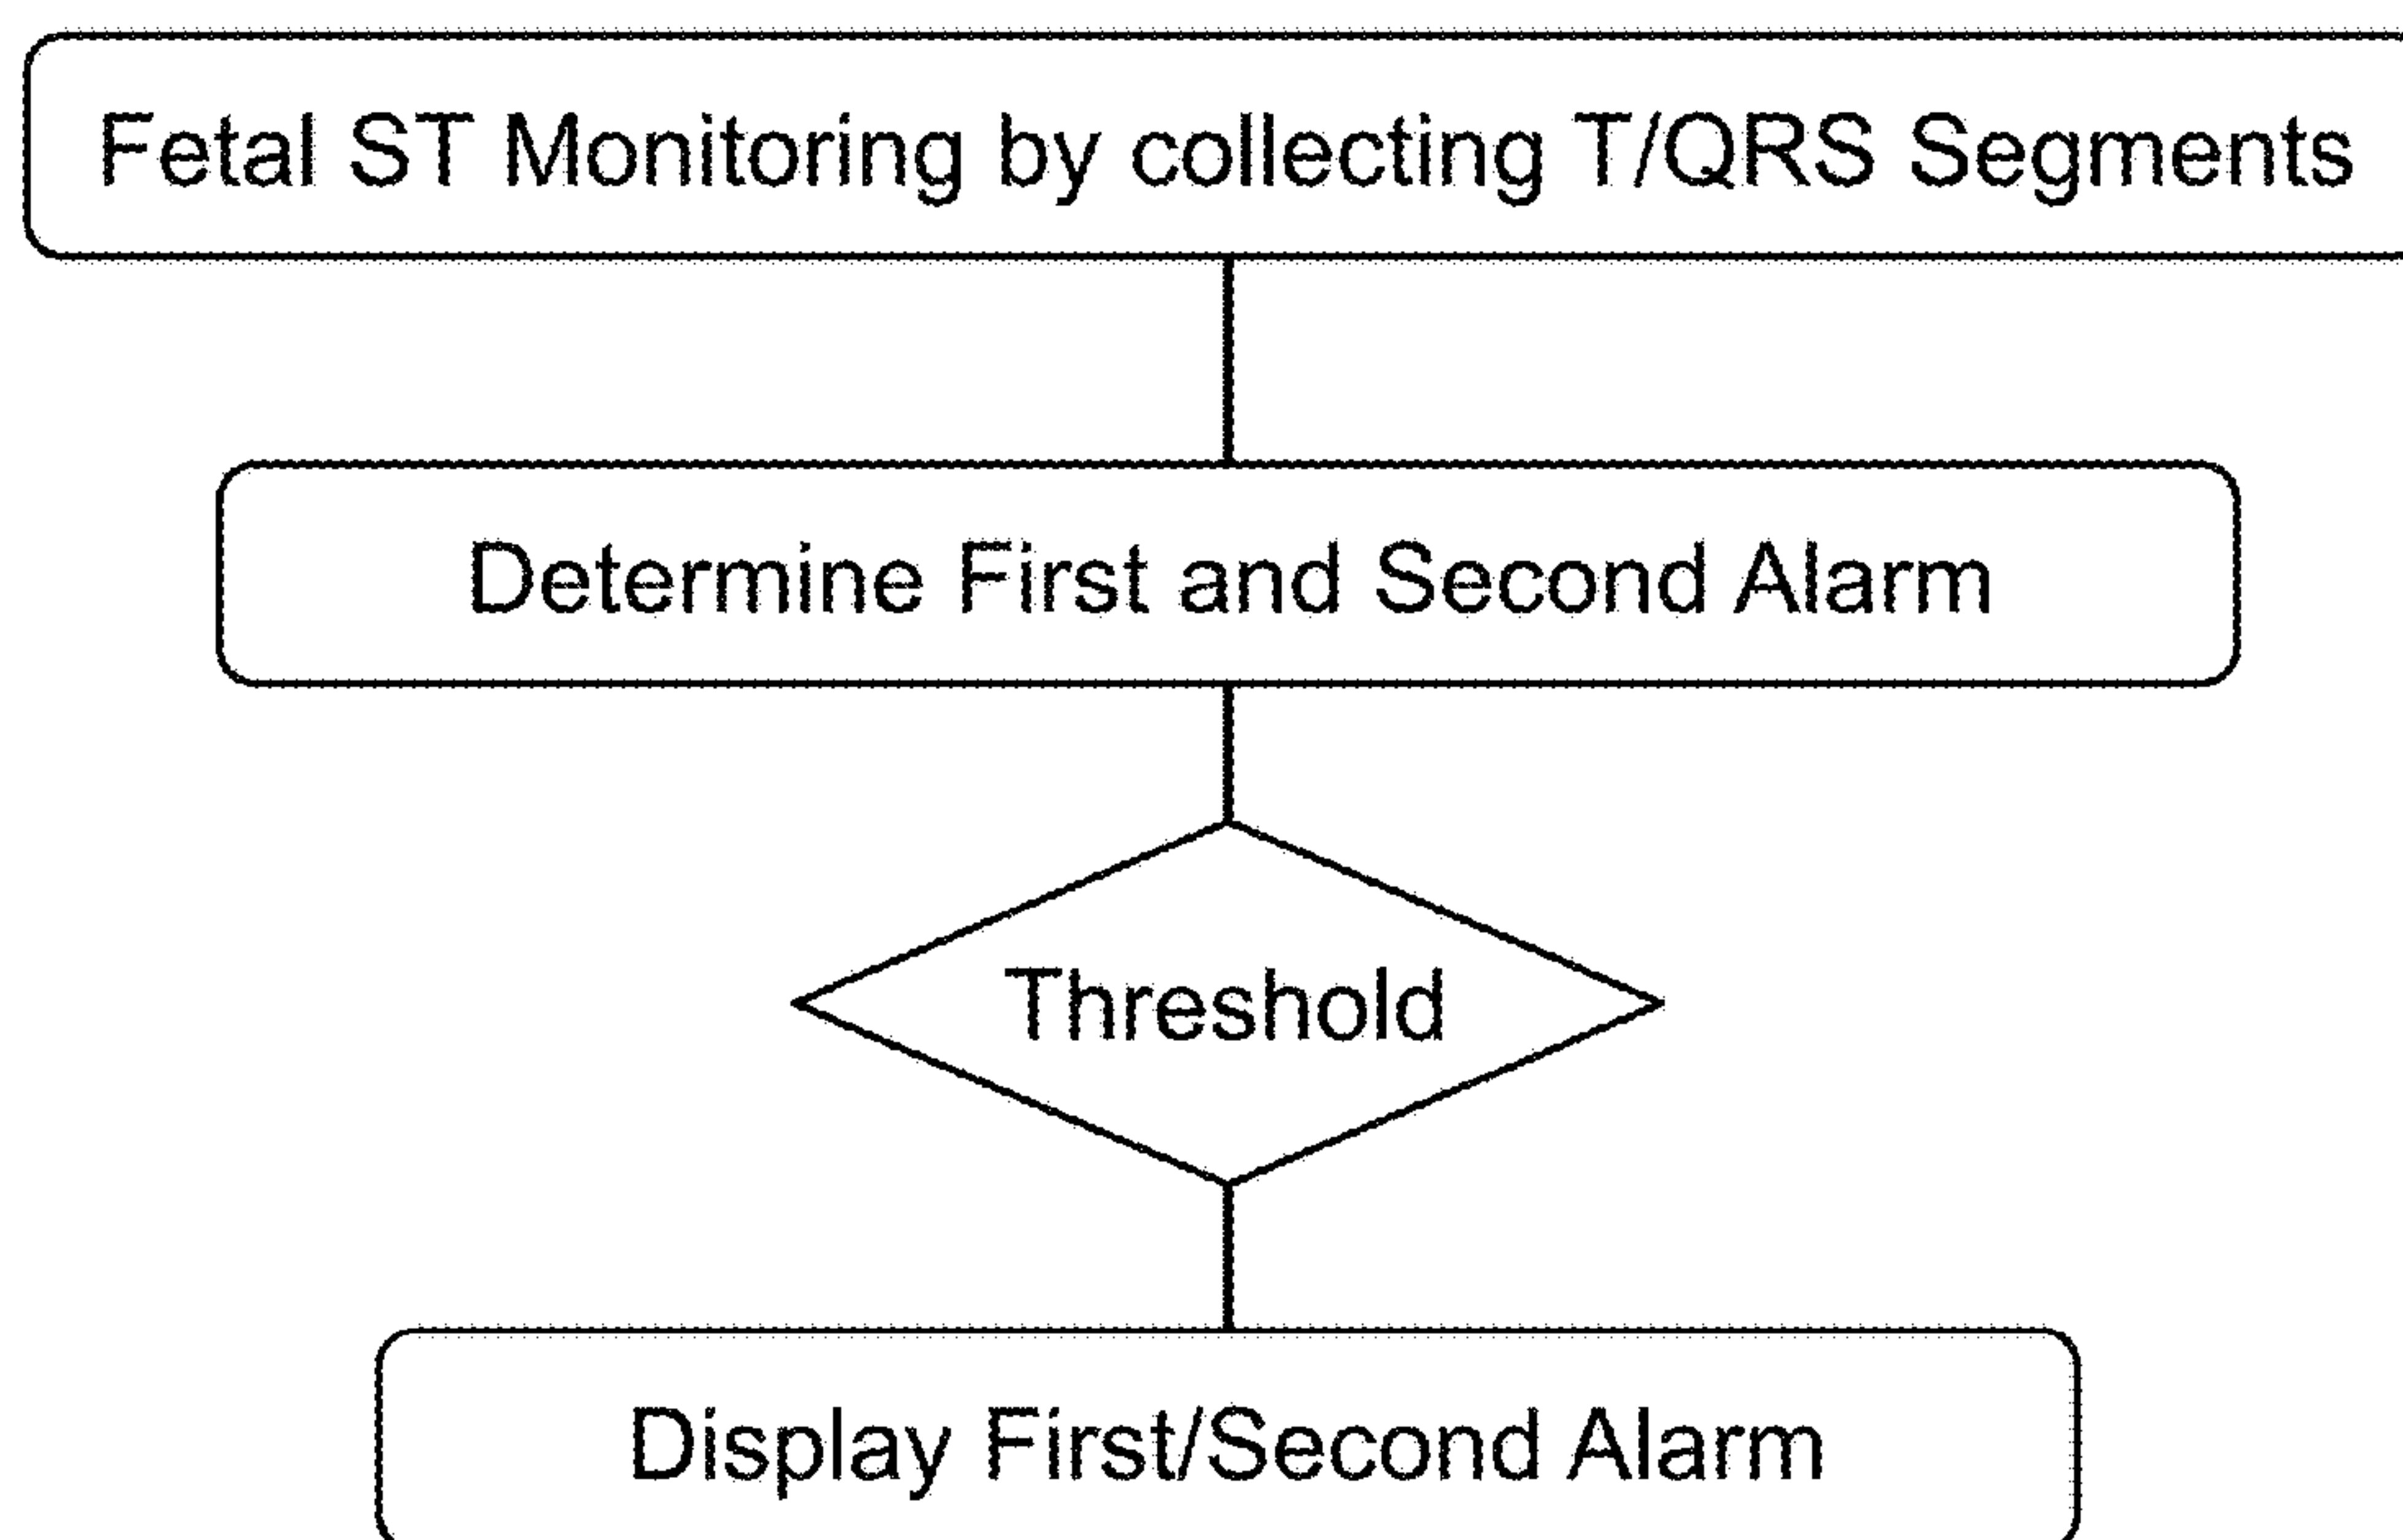 Fetal ST Monitoring by collecting T/QRS Segments
Determine First and Second Alarm
Threshold
Display First/Second Alarm